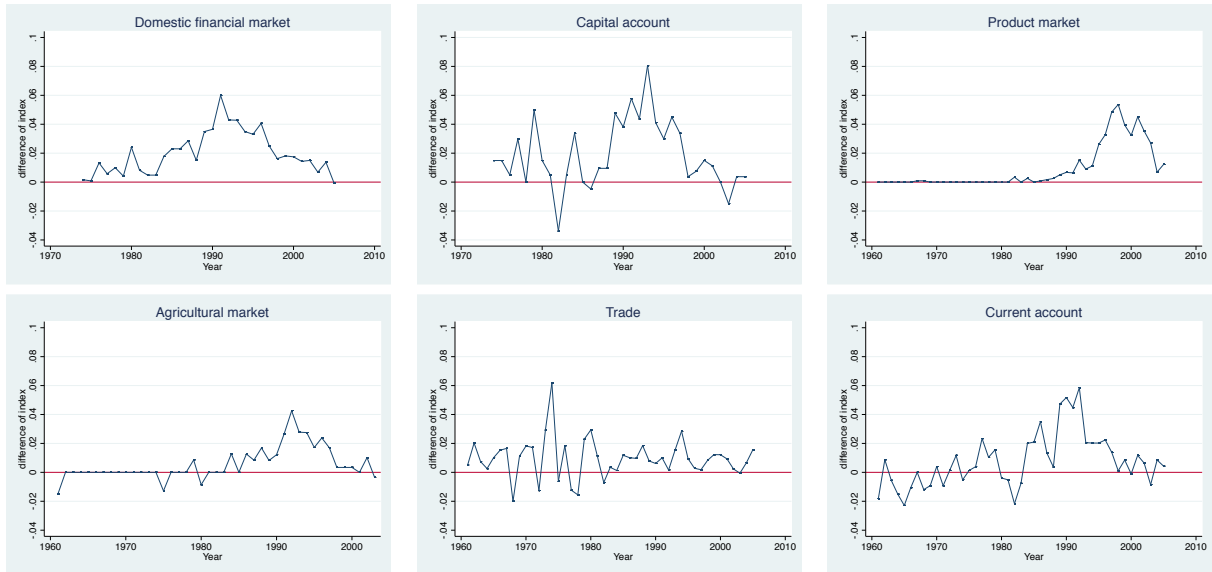 Domestic financial market
difference of index
-.04 -.02 0 .02 .04 .06 .08 .1
1970 1980 1990 2000 2010
Year
Capital account
difference of index
-.04 -.02 0 .02 .04 .06 .08 .1
1970 1980 1990 2000 2010
Year
Product market
difference of index
-.04 -.02 0 .02 .04 .06 .08 .1
1960 1970 1980 1990 2000 2010
Year
Agricultural market
difference of index
-.04 -.02 0 .02 .04 .06 .08 .1
1960 1970 1980 1990 2000
Year
Trade
difference of index
-.04 -.02 0 .02 .04 .06 .08 .1
1960 1970 1980 1990 2000 2010
Year
Current account
difference of index
-.04 -.02 0 .02 .04 .06 .08 .1
1960 1970 1980 1990 2000 2010
Year